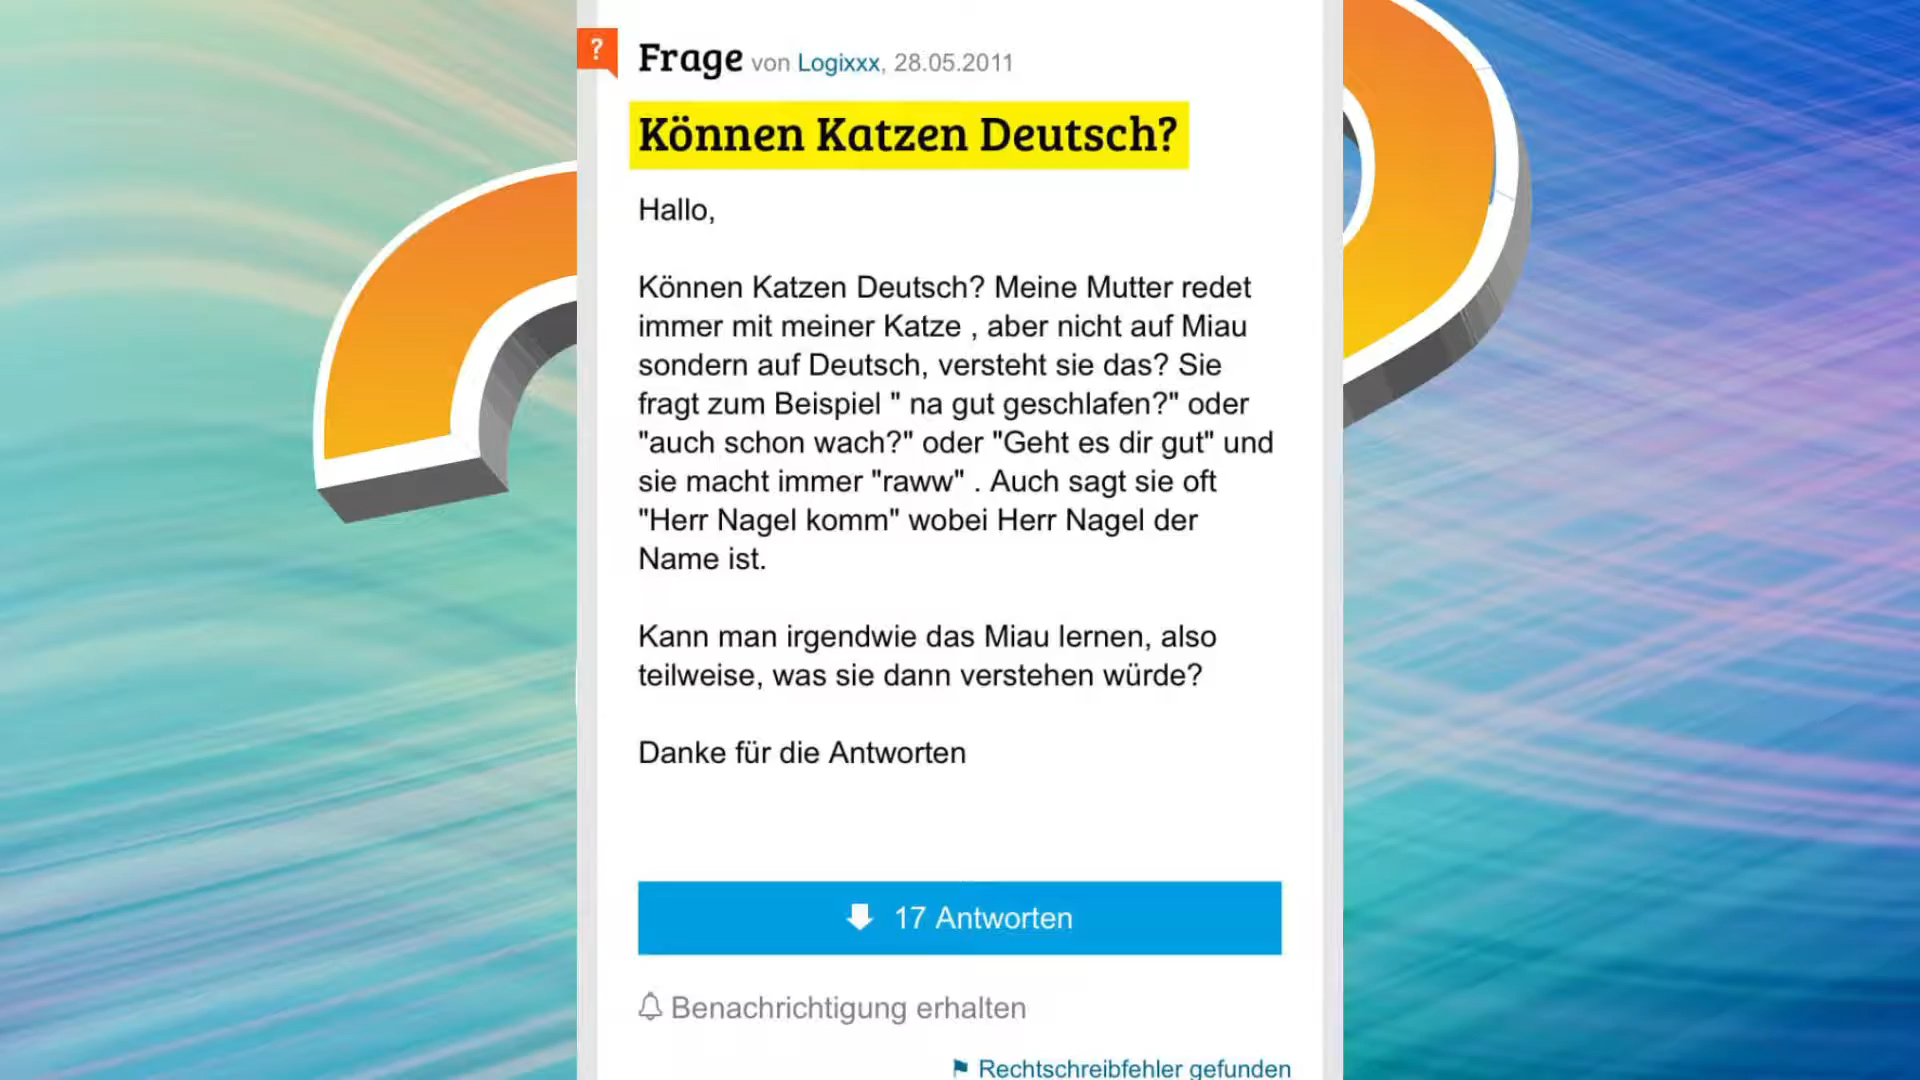 ?
Frage von Logixxx, 28.05.2011
Können Katzen Deutsch?
Hallo,
Können Katzen Deutsch? Meine Mutter redet
immer mit meiner Katze , aber nicht auf Miau
sondern auf Deutsch, versteht sie das? Sie
fragt zum Beispiel " na gut geschlafen?" oder
"auch schon wach?" oder "Geht es dir gut" und
sie macht immer "raww" . Auch sagt sie oft
"Herr Nagel komm" wobei Herr Nagel der
Name ist.
Kann man irgendwie das Miau lernen, also
teilweise, was sie dann verstehen würde?
Danke für die Antworten
17 Antworten
Benachrichtigung erhalten
Rechtschreibfehler gefunden